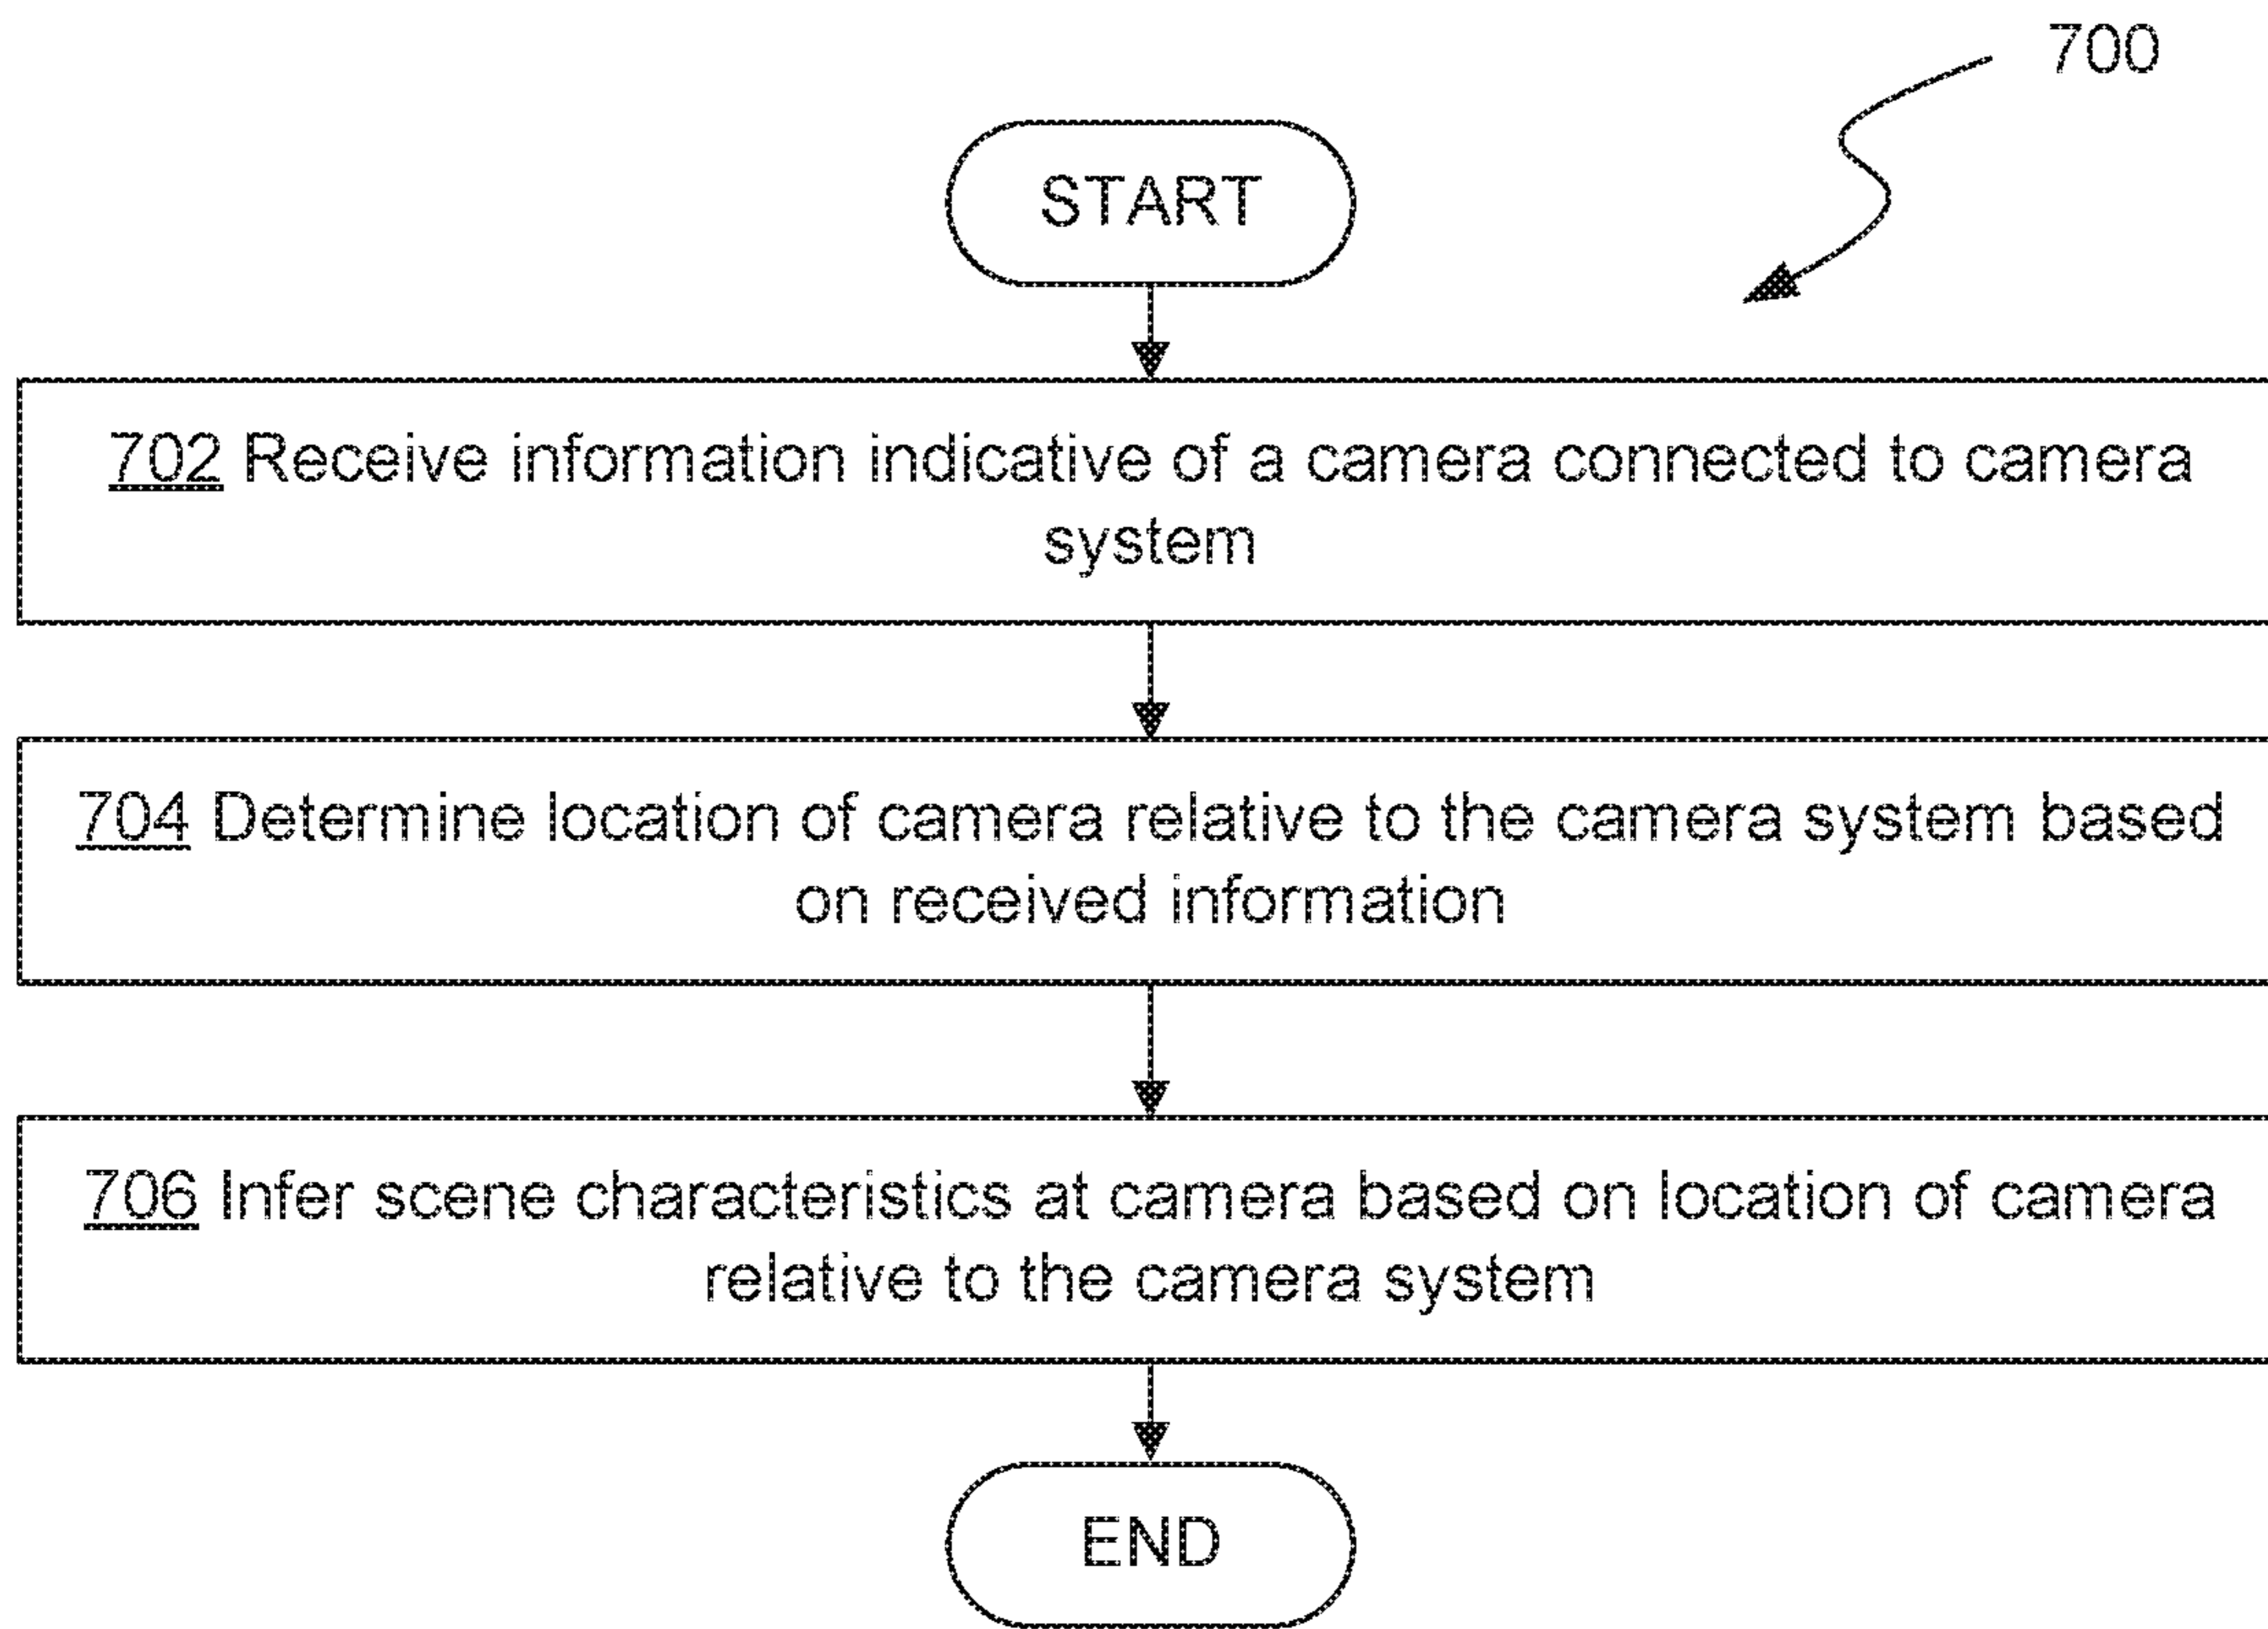 700
START
702 Receive information indicative of a camera connected to camera
system
704 Determine location of camera relative to the camera system based
on received information
706 Infer scene characteristics at camera based on location of camera
relative to the camera system
END